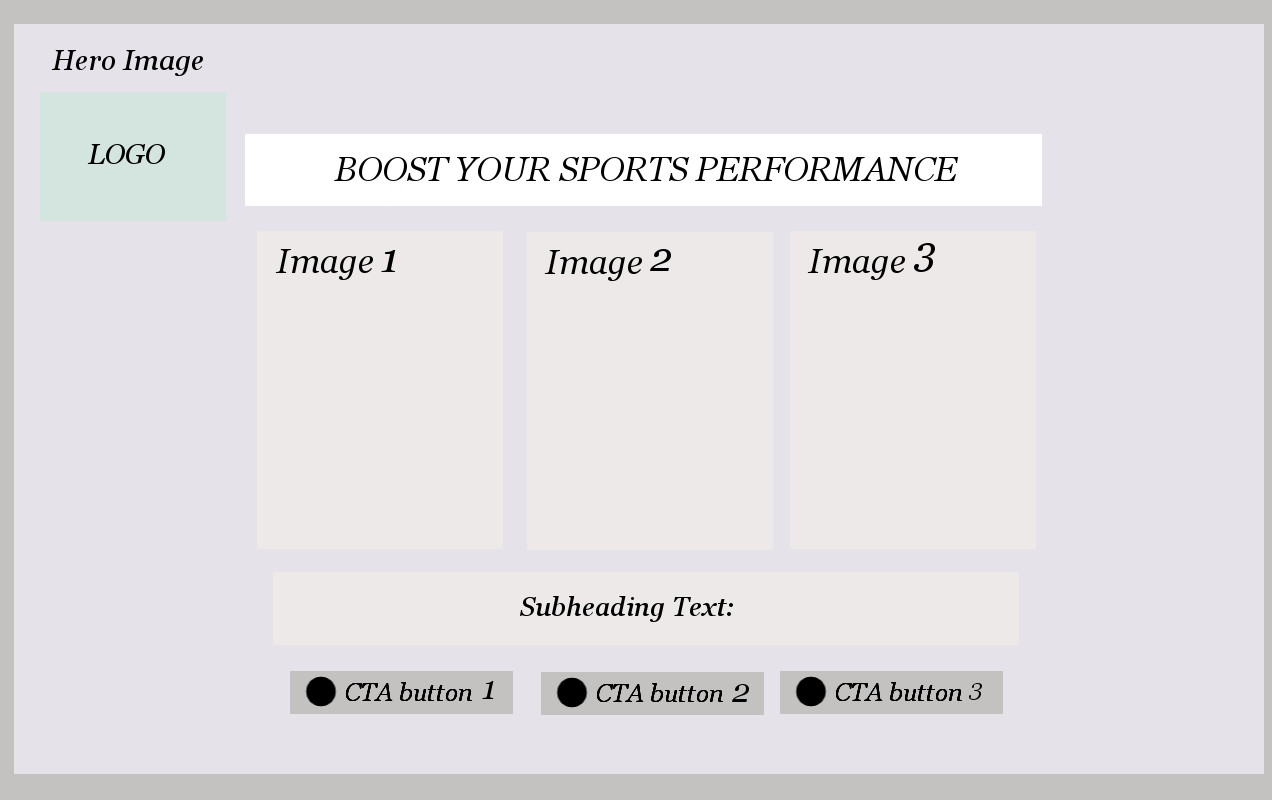 Hero Image
LOGO
BOOST YOUR SPORTS PERFORMANCE
Image 1
Image 2
Image 3
Subheading Text:
CTA button 1
CTA button 2
CTA button 3